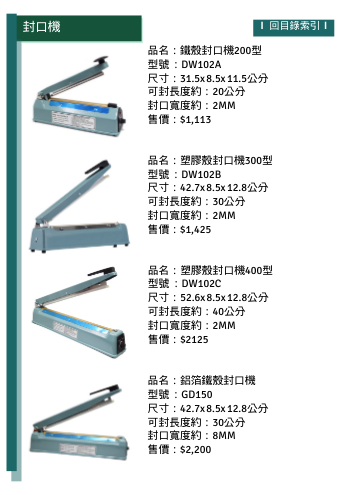 封口機
I 回目錄索引 I
品名：鐵殼封口機200型
型號：DW102A
尺寸：31.5x8.5x11.5公分
可封長度約：20公分
封口寬度約：2MM
售價：$1,113
品名：塑膠殼封口機300型
型號：DW102B
尺寸：42.7x8.5x12.8公分
可封長度約：30公分
封口寬度約：2MM
售價：$1,425
品名：塑膠殼封口機400型
型號：DW102C
尺寸：52.6x8.5x12.8公分
可封長度約：40公分
封口寬度約：2MM
售價：$2125
品名：鋁箔鐵殼封口機
型號：GD150
尺寸：42.7x8.5x12.8公分
可封長度約：30公分
封口寬度約：8MM
售價：$2,200